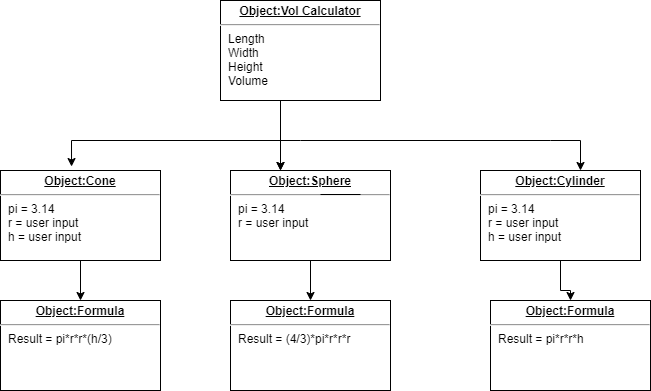 Object:Vol Calculator
Length
Width
Height
Volume
Object:Cone
pi = 3.14
r = user input
h = user input
Object:Sphere
pi = 3.14
r = user input
Object:Cylinder
pi = 3.14
r = user input
h = user input
Object:Formula
Result = pi*r*r*(h/3)
Object:Formula
Result = (4/3)*pi*r*r*r
Object:Formula
Result = pi*r*r*h